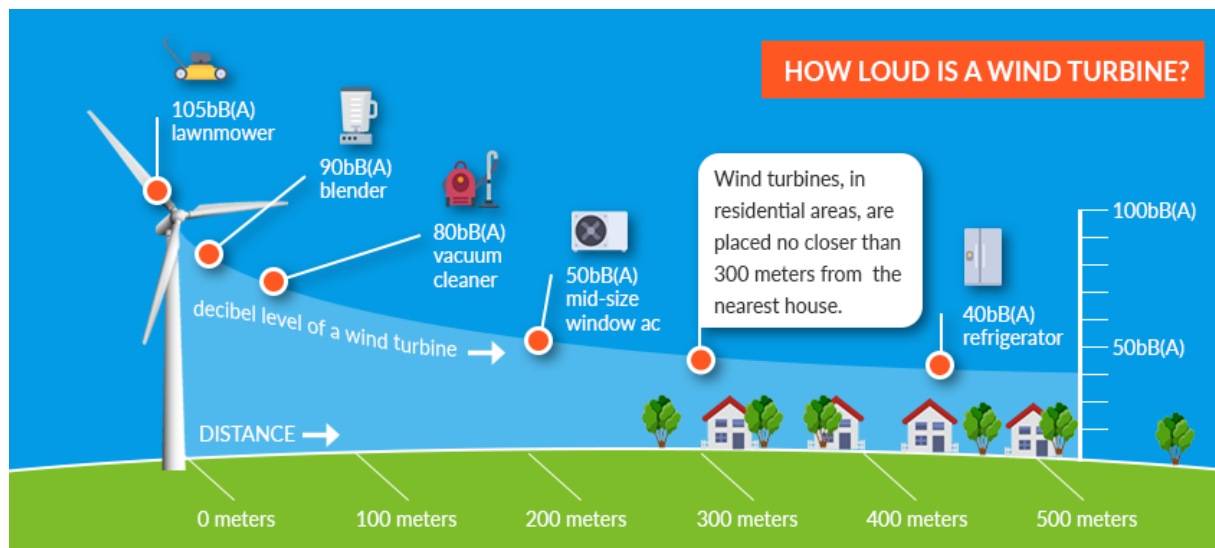 HOW LOUD IS A WIND TURBINE?
105bB(A)
lawnmower
90bB(A)
blender
80bB(A)
vacuum
cleaner
50bB(A)
mid-size
window ac
Wind turbines, in
residential areas, are
placed no closer than
300 meters from the
nearest house.
40bB(A)
refrigerator
100bB(A)
50bB(A)
decibel level of a wind turbine
DISTANCE
0 meters
100 meters
200 meters
300 meters
400 meters
500 meters